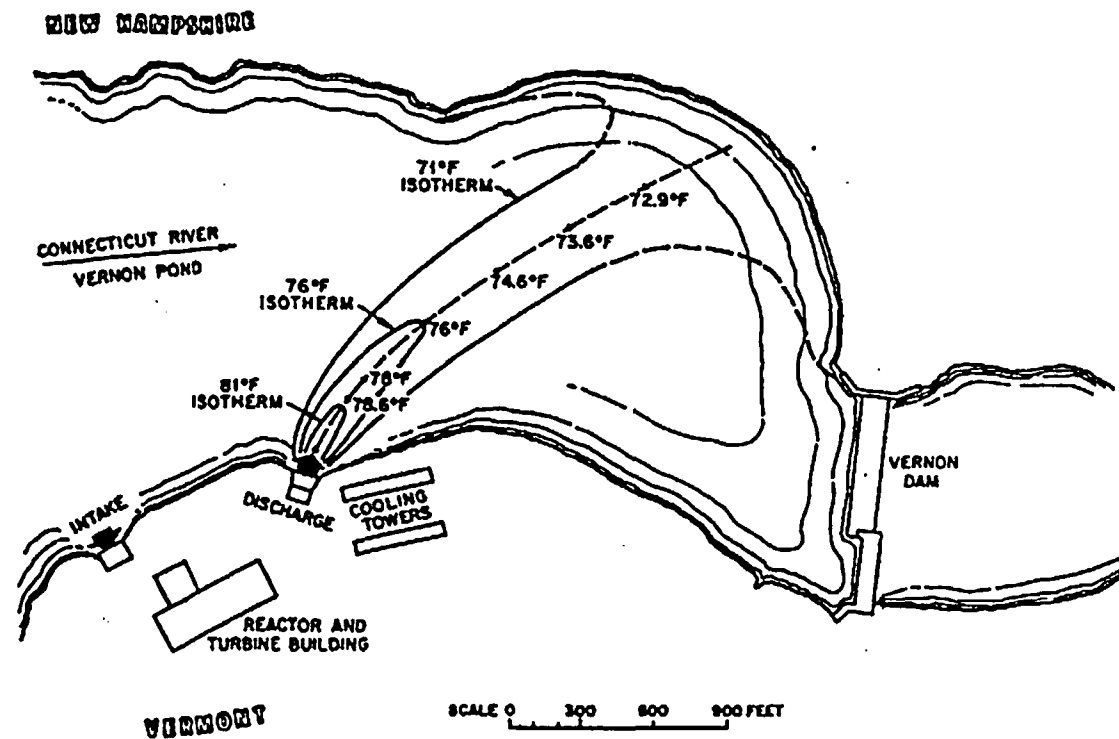 NEW HAMPSHIRE
71°F
ISOTHERM
72.9°F
CONNECTICUT RIVER
VERNON POND
73.6°F
74.6°F
76°F
ISOTHERM
76°F
81°F
ISOTHERM
78°F
78.6°F
VERNON
DAM
INTAKE
DISCHARGE
COOLING
TOWERS
REACTOR AND
TURBINE BUILDING
VERMONT
SCALE 0 300 600 900 FEET